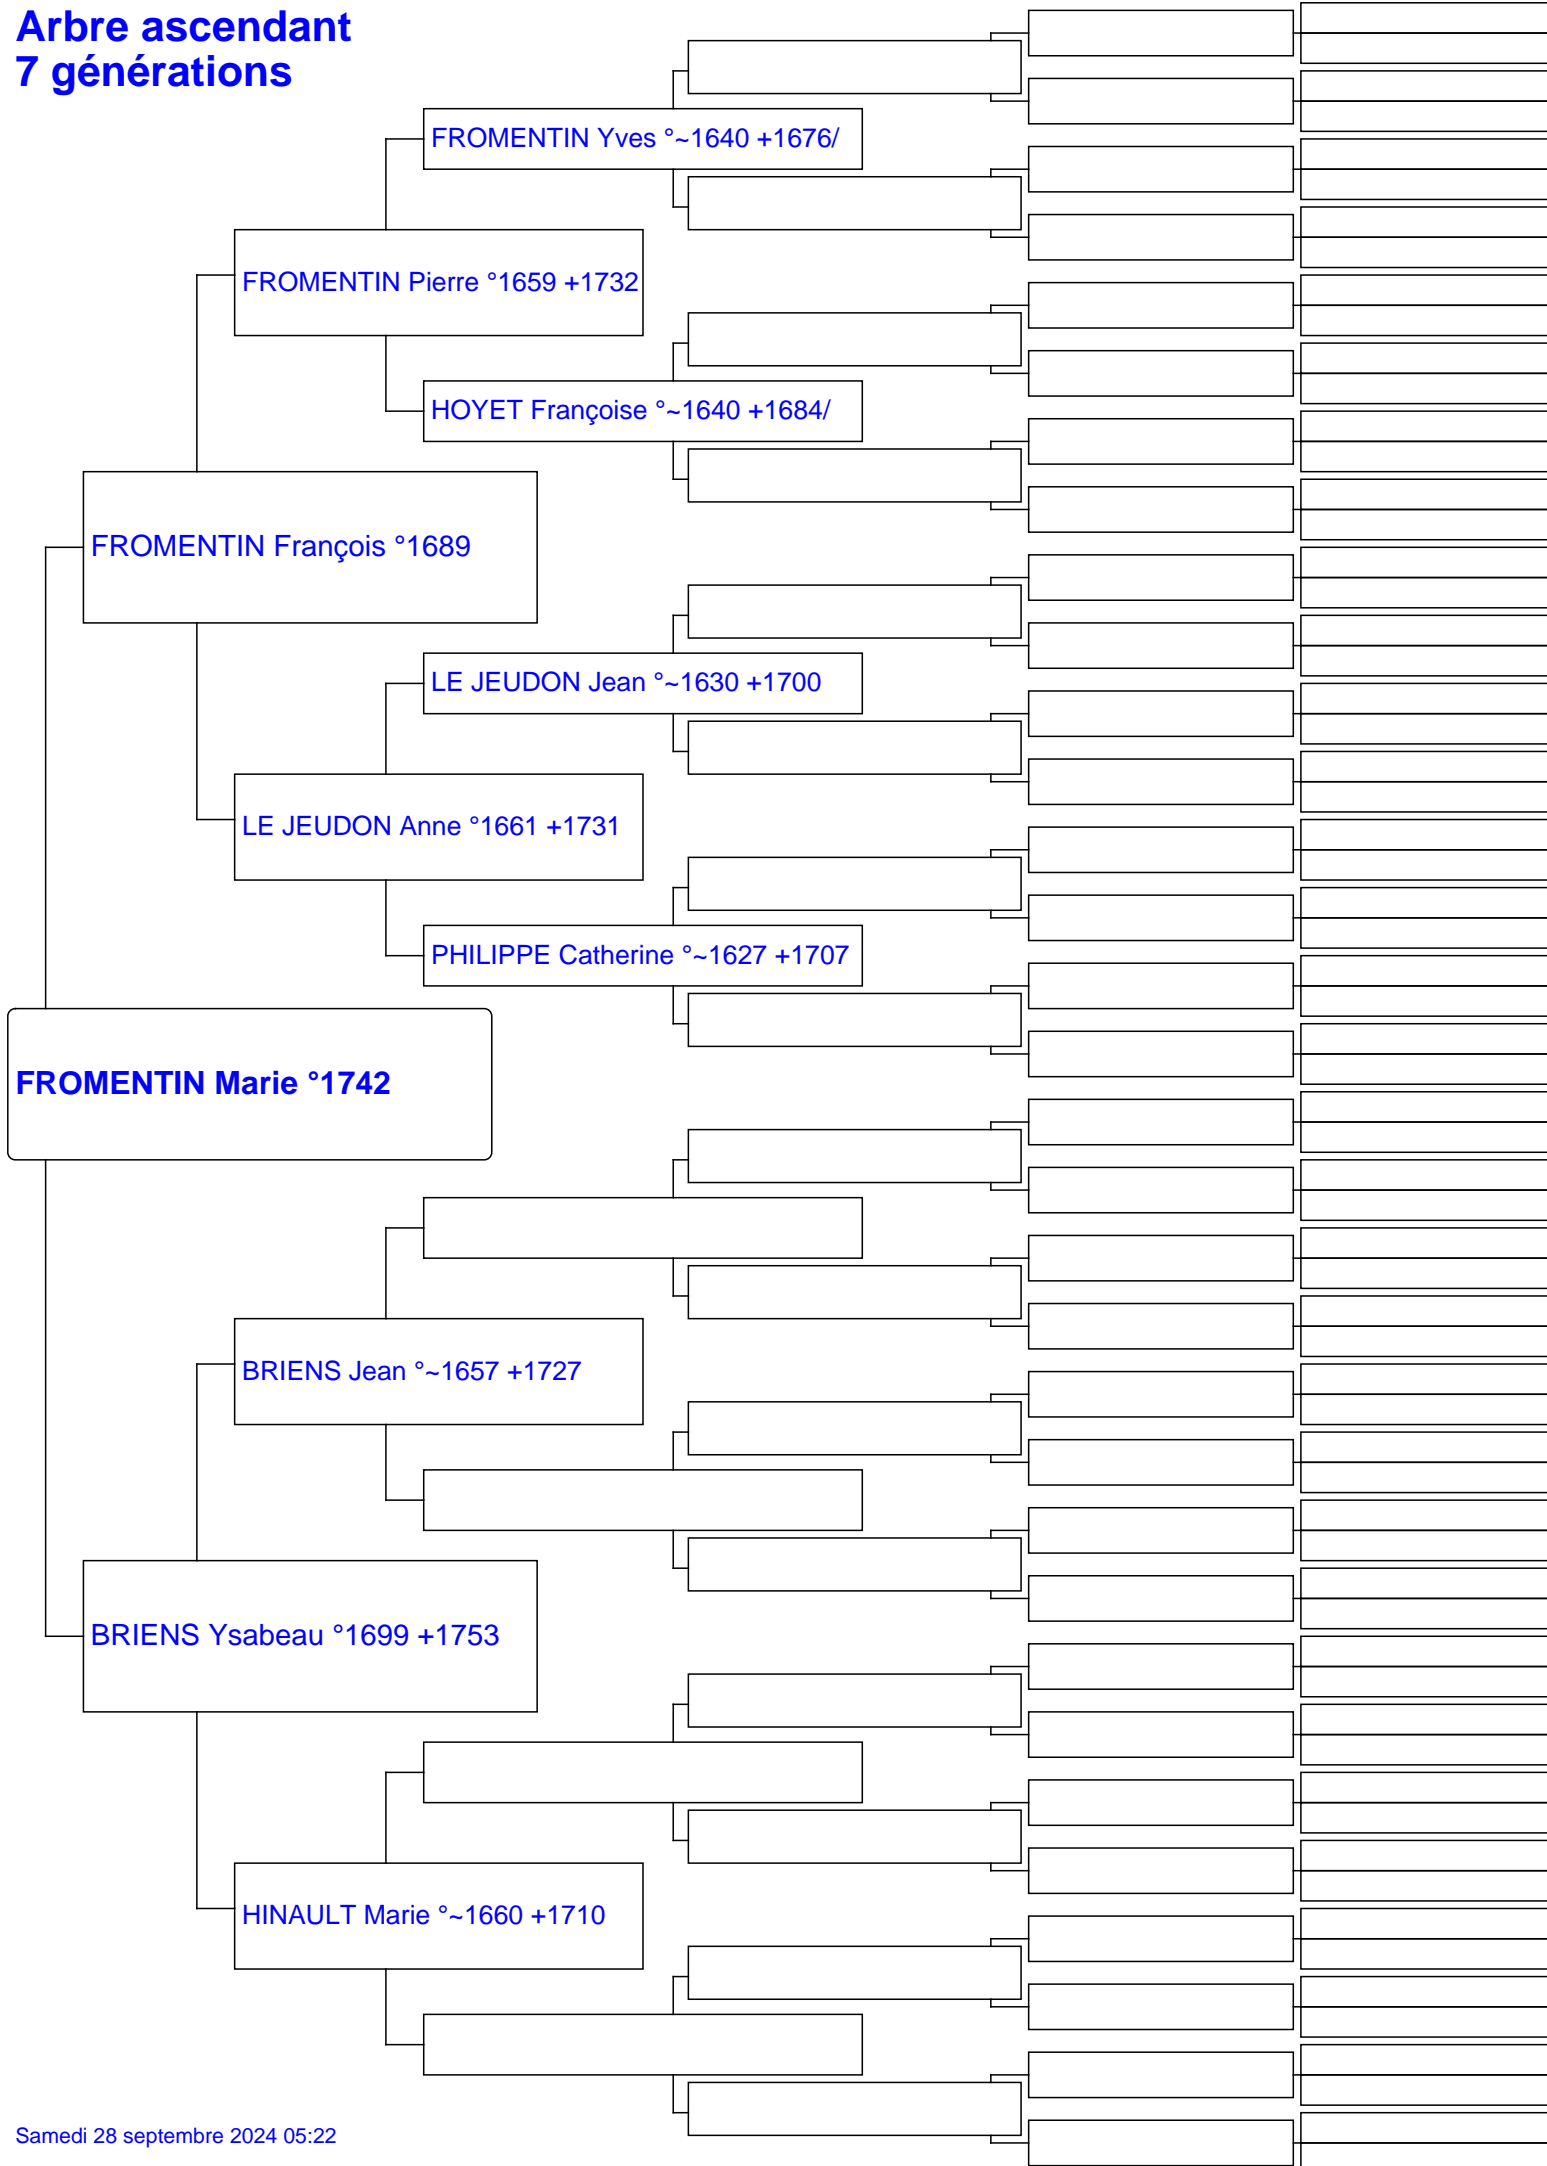 Arbre ascendant
7 générations
FROMENTIN Yves °~1640 +1676/
FROMENTIN Pierre °1659 +1732
HOYET Françoise °~1640 +1684/
FROMENTIN François °1689
LE JEUDON Jean °~1630 +1700
LE JEUDON Anne °1661 +1731
PHILIPPE Catherine °~1627 +1707
FROMENTIN Marie °1742
BRIENS Jean °~1657 +1727
BRIENS Ysabeau °1699 +1753
HINAULT Marie °~1660 +1710
Samedi 28 septembre 2024 05:22